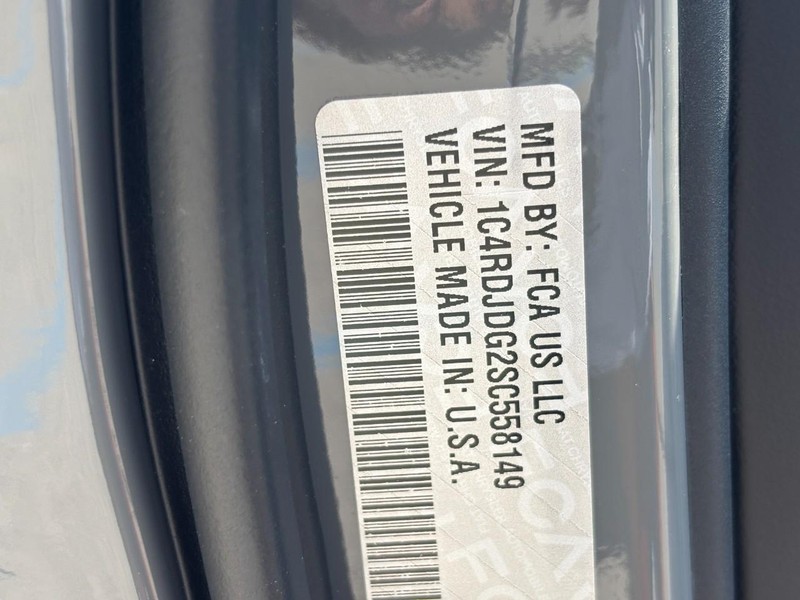 MFD BY: FCA US LLC
VIN: 1C4RDJDG2SC558149
VEHICLE MADE IN: U.S.A.